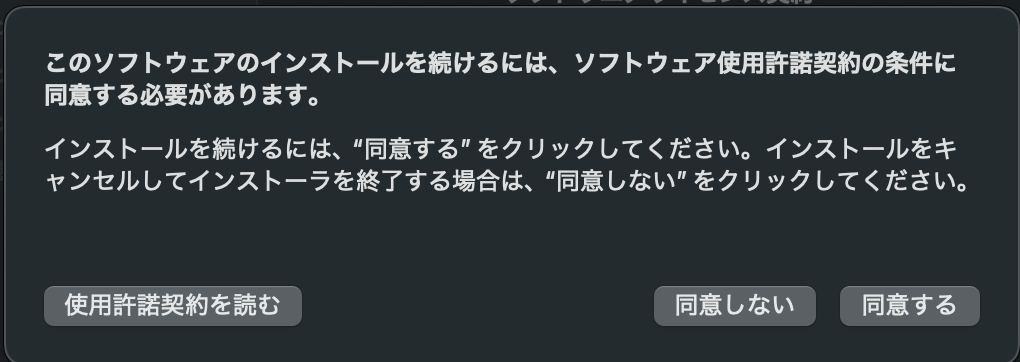 このソフトウェアのインストールを続けるには、ソフトウェア使用許諾契約の条件に
同意する必要があります。
インストールを続けるには、“同意する” をクリックしてください。インストールをキ
ャンセルしてインストーラを終了する場合は、“同意しない” をクリックしてください。
使用許諾契約を読む
同意しない
同意する